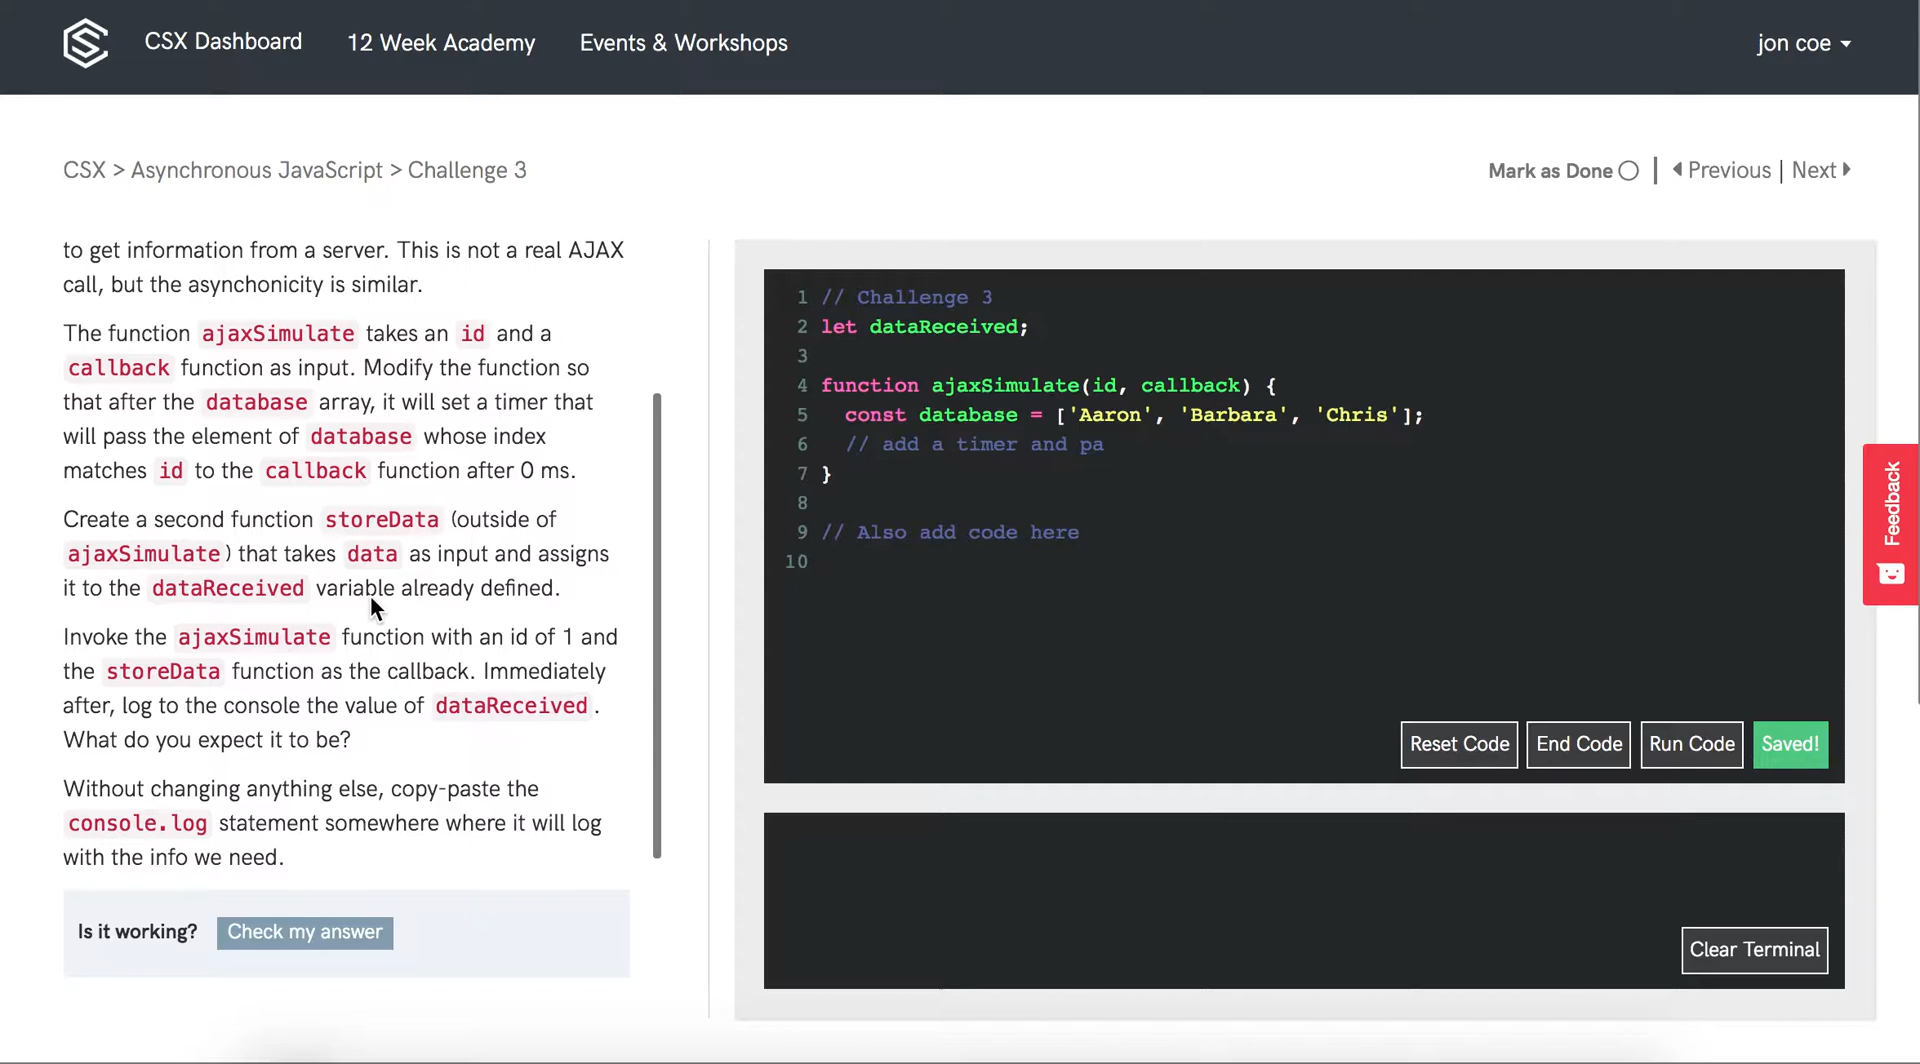 CSX Dashboard
12 Week Academy
Events & Workshops
jon coe
CSX > Asynchronous JavaScript > Challenge 3
Mark as Done
Previous | Next
to get information from a server. This is not a real AJAX
call, but the asynchonicity is similar.
The function ajaxSimulate takes an id and a
callback function as input. Modify the function so
that after the database array, it will set a timer that
will pass the element of database whose index
matches id to the callback function after 0 ms.
Create a second function storeData (outside of
ajaxSimulate) that takes data as input and assigns
it to the dataReceived variable already defined.
Invoke the ajaxSimulate function with an id of 1 and
the storeData function as the callback. Immediately
after, log to the console the value of dataReceived.
What do you expect it to be?
Without changing anything else, copy-paste the
console.log statement somewhere where it will log
with the info we need.
Is it working?
Check my answer
1 // Challenge 3
2 let dataReceived;
3
4 function ajaxSimulate(id, callback) {
5 const database = ['Aaron', 'Barbara', 'Chris'];
6 // add a timer and pa
7 }
8
9 // Also add code here
10
Reset Code
End Code
Run Code
Saved!
Clear Terminal
Feedback